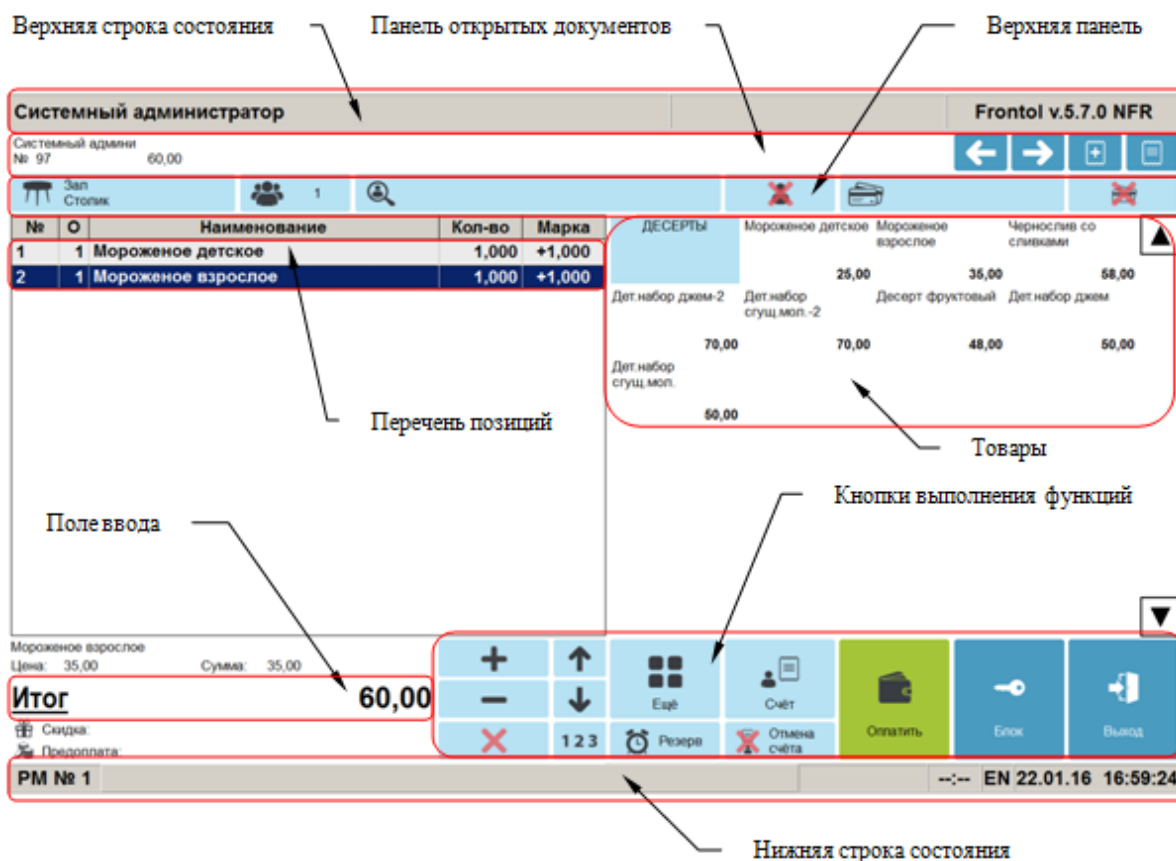 Верхняя строка состояния Панель открытых документов Верхняя панель
Системный администратор Frontol v.5.7.0 NFR
Системный админи
№ 97 60,00
Зал
Столик 1
№ О Наименование Кол-во Марка
1 1 Мороженое детское 1,000 +1,000
2 1 Мороженое взрослое 1,000 +1,000
ДЕСЕРТЫ Мороженое детское Мороженое взрослое Чернослив со сливками
25,00 35,00 58,00
Дет.набор джем-2 Дет.набор сгущ.мол.-2 Десерт фруктовый Дет.набор джем
70,00 70,00 48,00 50,00
Дет.набор
сгущ.мол.
50,00
Перечень позиций
Товары
Кнопки выполнения функций
Поле ввода
Мороженое взрослое
Цена: 35,00 Сумма: 35,00
Итог 60,00
Скидка:
Предоплата:
+
−
1 2 3
Ещё Счёт
Резерв Отмена счёта
Оплатить Блок Выход
РМ № 1 --:-- EN 22.01.16 16:59:24
Нижняя строка состояния